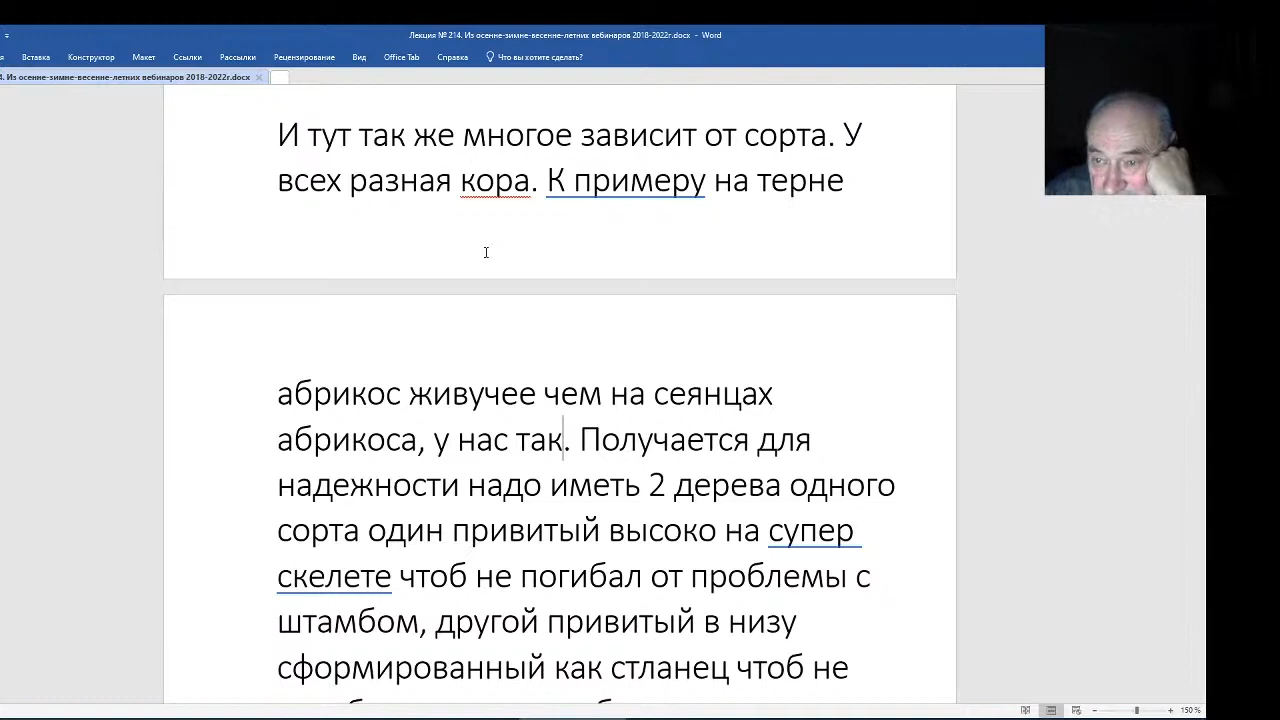 Лекция № 214. Из осенне-зимне-весенне-летних вебинаров 2018-2022г.docx - Word
я Вставка Конструктор Макет Ссылки Рассылки Рецензирование Вид Office Tab Справка Что вы хотите сделать?
4. Из осенне-зимне-весенне-летних вебинаров 2018-2022г.docx
И тут так же многое зависит от сорта. У
всех разная кора. К примеру на терне
абрикос живучее чем на сеянцах
абрикоса, у нас так. Получается для
надежности надо иметь 2 дерева одного
сорта один привитый высоко на супер
скелете чтоб не погибал от проблемы с
штамбом, другой привитый в низу
сформированный как стланец чтоб не
150 %